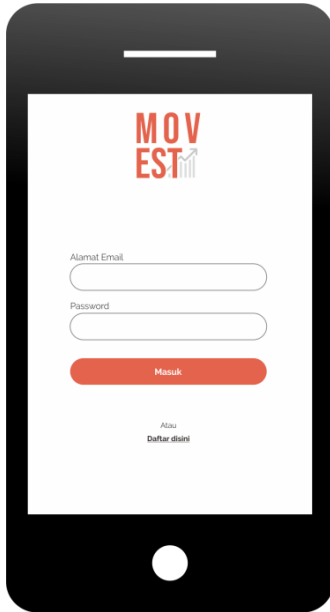 MOV
EST
Alamat Email
Password
Masuk
Atau
Daftar disini